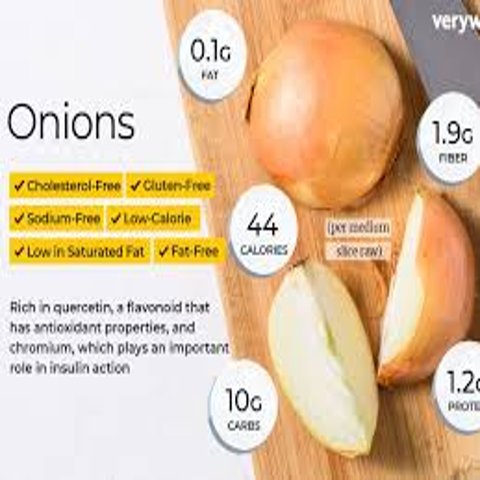 veryw
0.1G
FAT
Onions
1.9G
FIBER
✔ Cholesterol-Free ✔ Gluten-Free
✔ Sodium-Free ✔ Low-Calorie
✔ Low in Saturated Fat ✔ Fat-Free
44
CALORIES
(per medium
slice raw)
Rich in quercetin, a flavonoid that
has antioxidant properties, and
chromium, which plays an important
role in insulin action
10G
CARBS
1.2G
PROTE